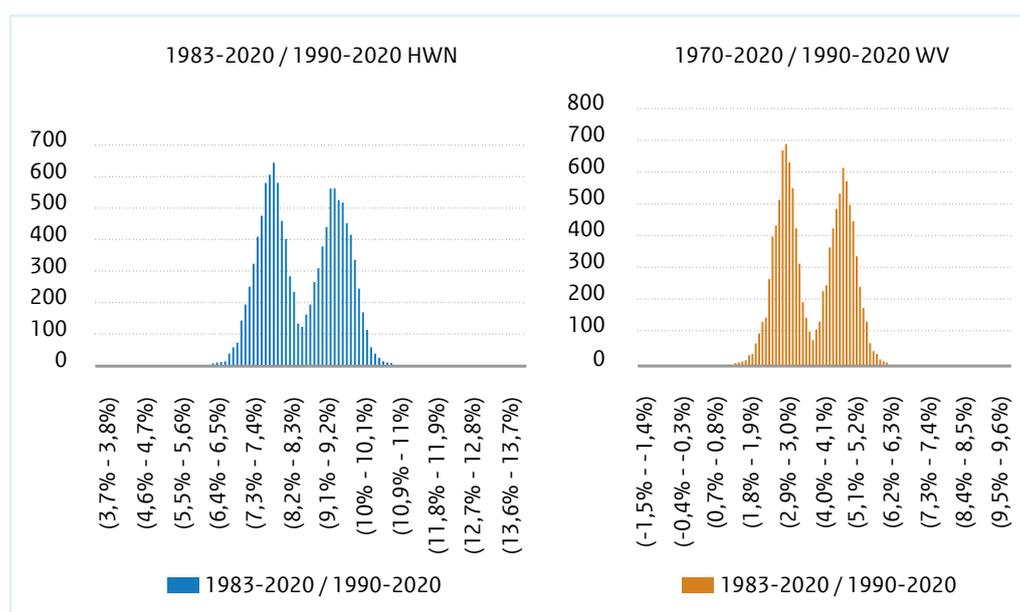 1983-2020 / 1990-2020 HWN
700
600
500
400
300
200
100
0
(3,7% - 3,8%)
(4,6% - 4,7%)
(5,5% - 5,6%)
(6,4% - 6,5%)
(7,3% - 7,4%)
(8,2% - 8,3%)
(9,1% - 9,2%)
(10% - 10,1%)
(10,9% - 11%)
(11,8% - 11,9%)
(12,7% - 12,8%)
(13,6% - 13,7%)
1983-2020 / 1990-2020
1970-2020 / 1990-2020 WV
800
700
600
500
400
300
200
100
0
(-1,5% - -1,4%)
(-0,4% - -0,3%)
(0,7% - 0,8%)
(1,8% - 1,9%)
(2,9% - 3,0%)
(4,0% - 4,1%)
(5,1% - 5,2%)
(6,2% - 6,3%)
(7,3% - 7,4%)
(8,4% - 8,5%)
(9,5% - 9,6%)
1983-2020 / 1990-2020